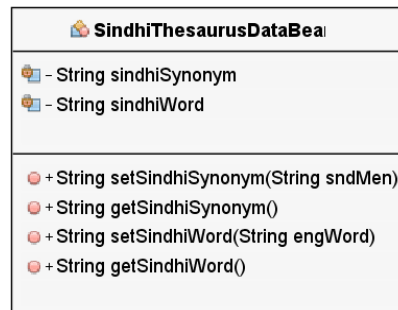 SindhiThesaurusDataBea
- String sindhiSynonym
- String sindhiWord
+ String setSindhiSynonym(String sndMen)
+ String getSindhiSynonym()
+ String setSindhiWord(String engWord)
+ String getSindhiWord()